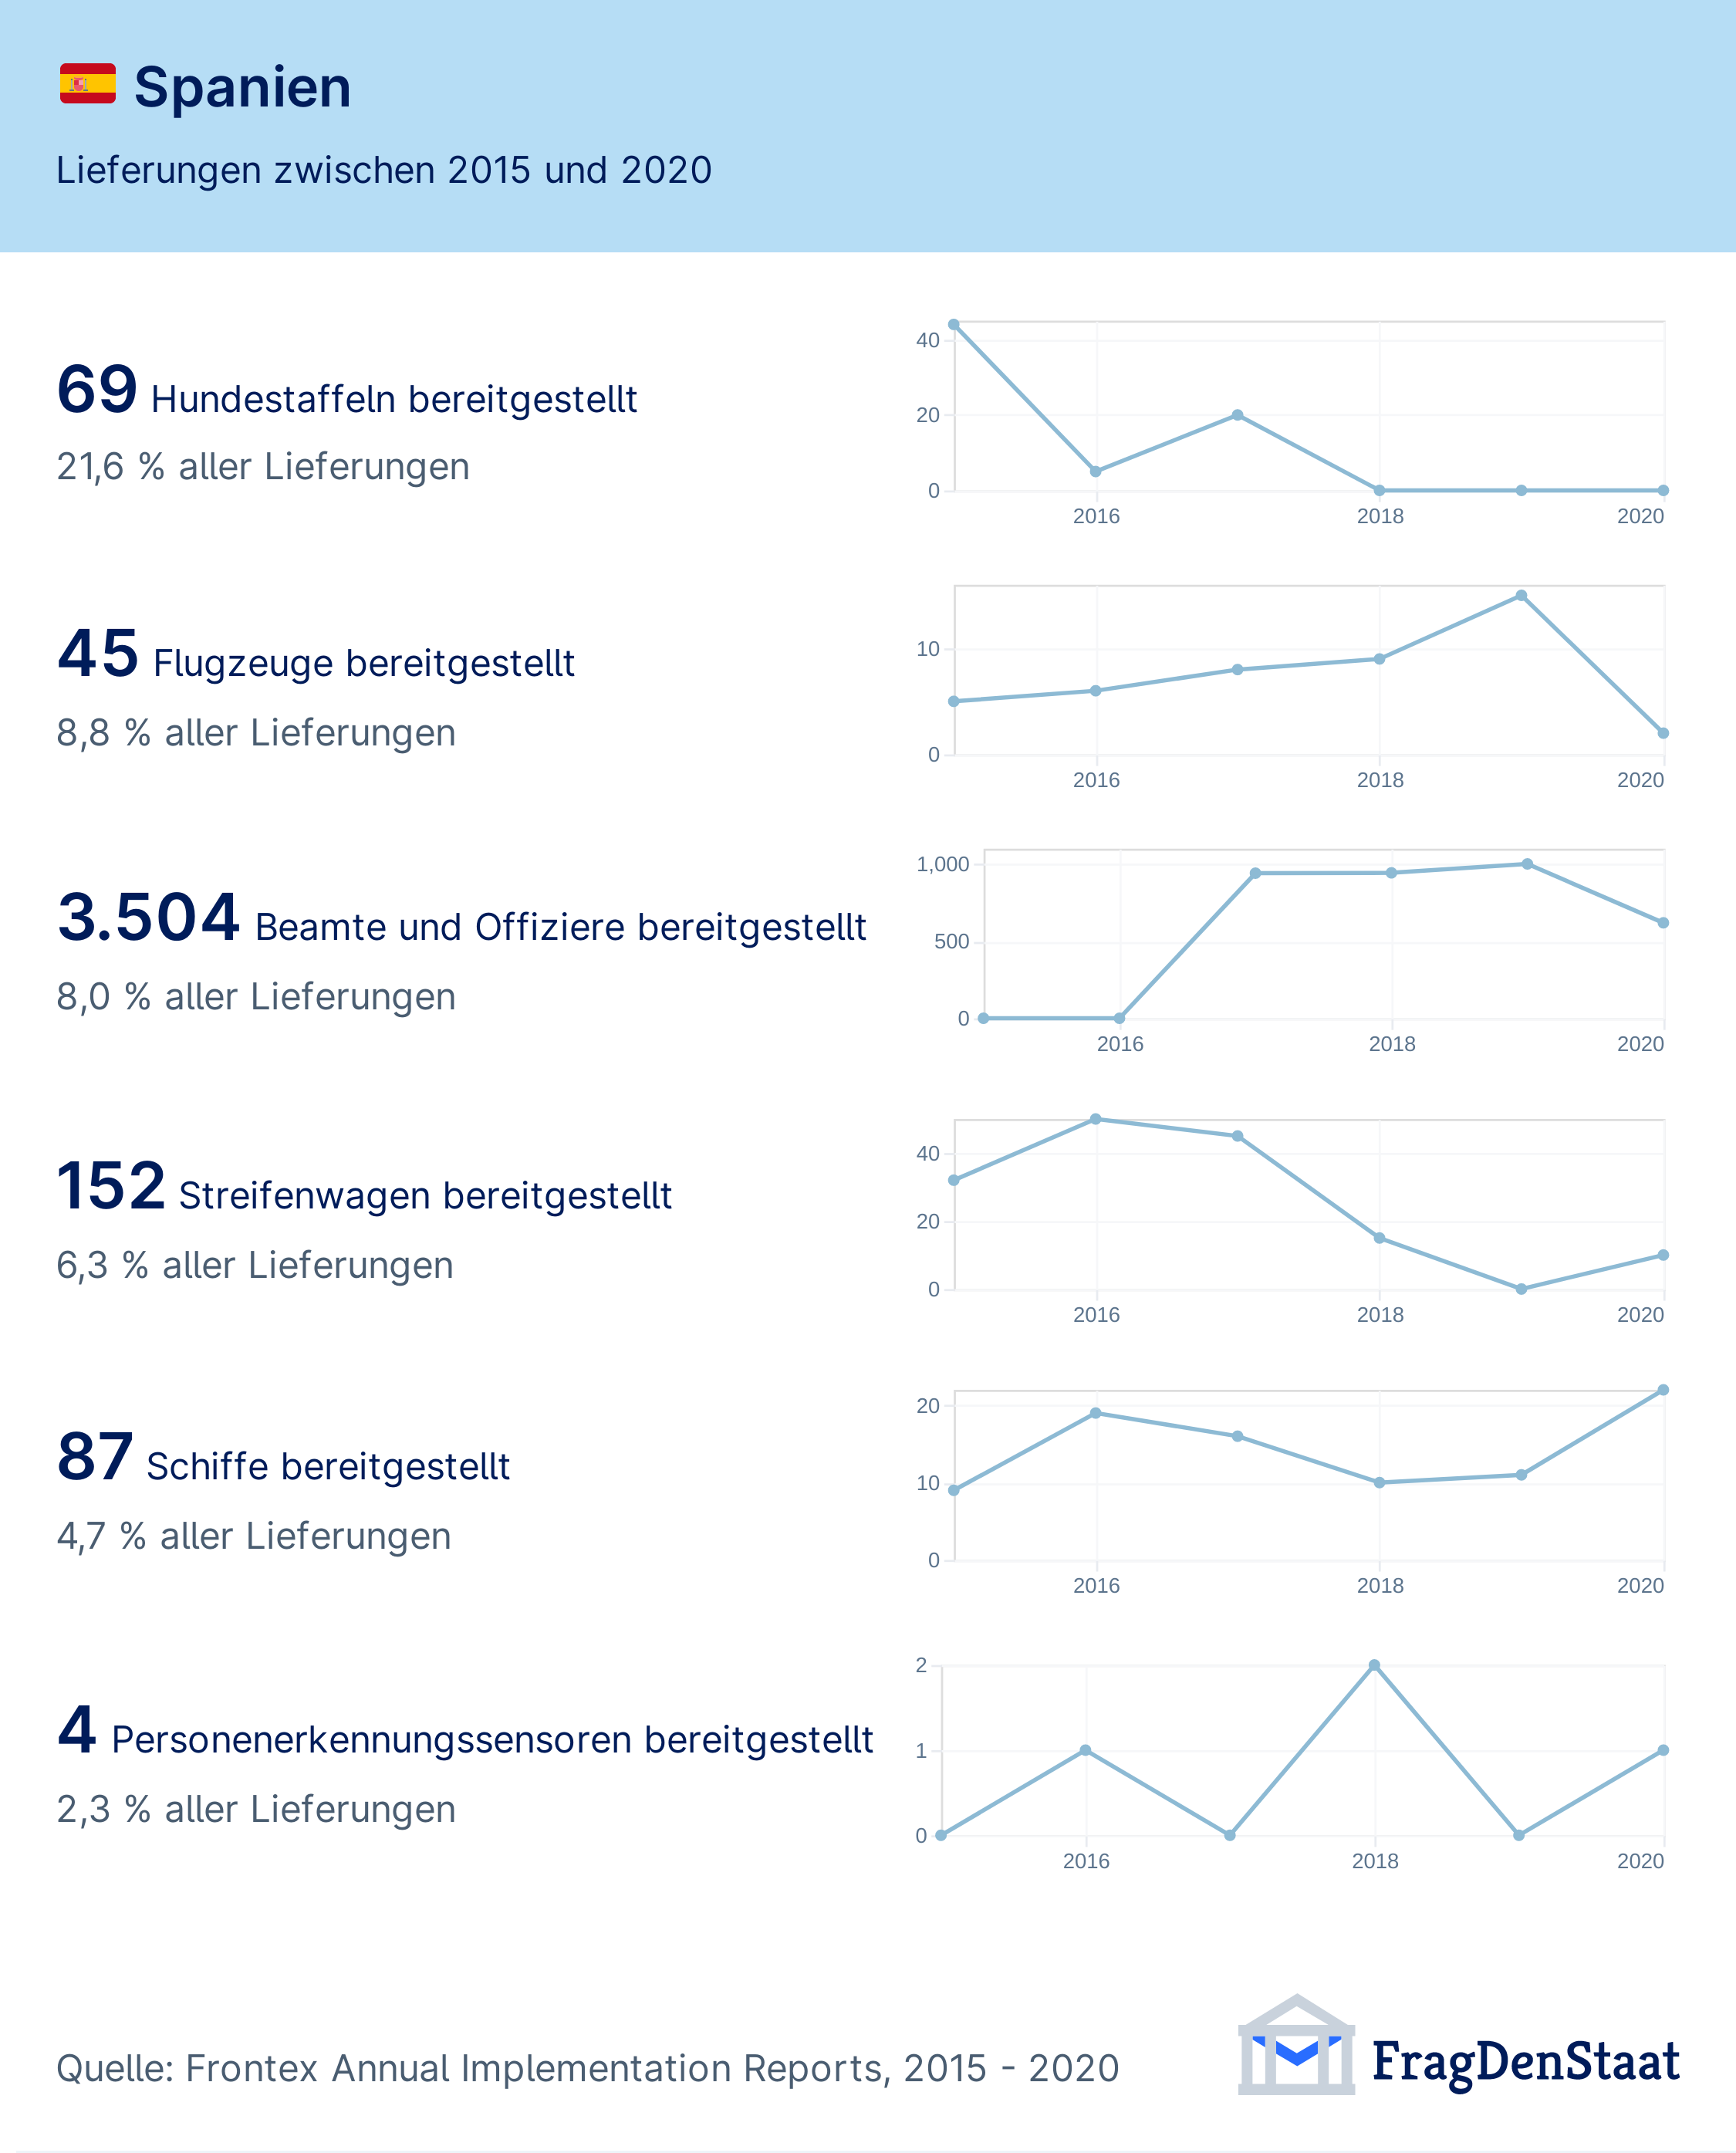 Spanien
Lieferungen zwischen 2015 und 2020
69 Hundestaffeln bereitgestellt
21,6 % aller Lieferungen
40
20
0
2016 2018 2020
45 Flugzeuge bereitgestellt
8,8 % aller Lieferungen
10
0
2016 2018 2020
3.504 Beamte und Offiziere bereitgestellt
8,0 % aller Lieferungen
1,000
500
0
2016 2018 2020
152 Streifenwagen bereitgestellt
6,3 % aller Lieferungen
40
20
0
2016 2018 2020
87 Schiffe bereitgestellt
4,7 % aller Lieferungen
20
10
0
2016 2018 2020
4 Personenerkennungssensoren bereitgestellt
2,3 % aller Lieferungen
2
1
0
2016 2018 2020
Quelle: Frontex Annual Implementation Reports, 2015 - 2020
FragDenStaat